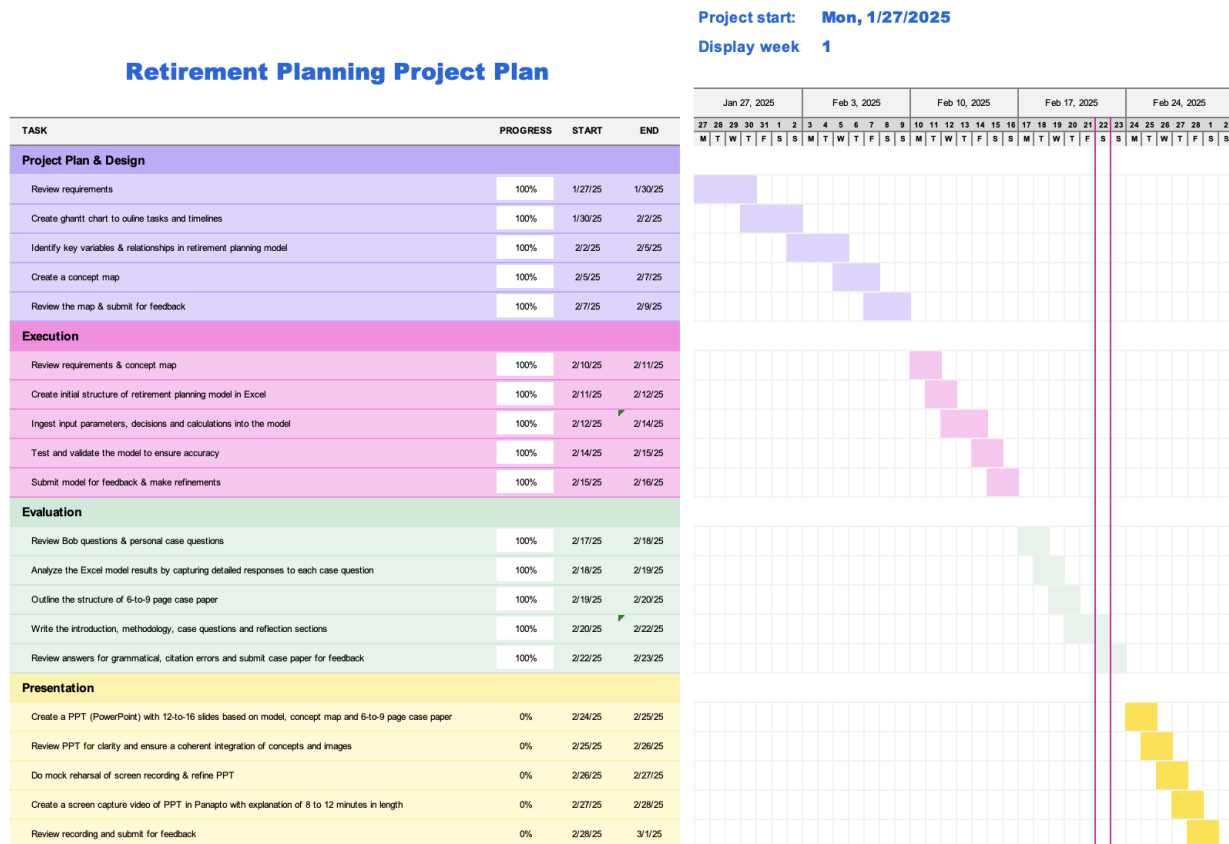 Project start: Mon, 1/27/2025
Display week 1
Retirement Planning Project Plan
Jan 27, 2025 Feb 3, 2025 Feb 10, 2025 Feb 17, 2025 Feb 24, 2025
27 28 29 30 31 1 2 3 4 5 6 7 8 9 10 11 12 13 14 15 16 17 18 19 20 21 22 23 24 25 26 27 28 1 2
TASK PROGRESS START END
M T W T F S S M T W T F S S M T W T F S S M T W T F S S M T W T F S S
Project Plan & Design
Review requirements 100% 1/27/25 1/30/25
Create ghantt chart to ouline tasks and timelines 100% 1/30/25 2/2/25
Identify key variables & relationships in retirement planning model 100% 2/2/25 2/5/25
Create a concept map 100% 2/5/25 2/7/25
Review the map & submit for feedback 100% 2/7/25 2/9/25
Execution
Review requirements & concept map 100% 2/10/25 2/11/25
Create initial structure of retirement planning model in Excel 100% 2/11/25 2/12/25
Ingest input parameters, decisions and calculations into the model 100% 2/12/25 2/14/25
Test and validate the model to ensure accuracy 100% 2/14/25 2/15/25
Submit model for feedback & make refinements 100% 2/15/25 2/16/25
Evaluation
Review Bob questions & personal case questions 100% 2/17/25 2/18/25
Analyze the Excel model results by capturing detailed responses to each case question 100% 2/18/25 2/19/25
Outline the structure of 6-to-9 page case paper 100% 2/19/25 2/20/25
Write the introduction, methodology, case questions and reflection sections 100% 2/20/25 2/22/25
Review answers for grammatical, citation errors and submit case paper for feedback 100% 2/22/25 2/23/25
Presentation
Create a PPT (PowerPoint) with 12-to-16 slides based on model, concept map and 6-to-9 page case paper 0% 2/24/25 2/25/25
Review PPT for clarity and ensure a coherent integration of concepts and images 0% 2/25/25 2/26/25
Do mock reharsal of screen recording & refine PPT 0% 2/26/25 2/27/25
Create a screen capture video of PPT in Panapto with explanation of 8 to 12 minutes in length 0% 2/27/25 2/28/25
Review recording and submit for feedback 0% 2/28/25 3/1/25